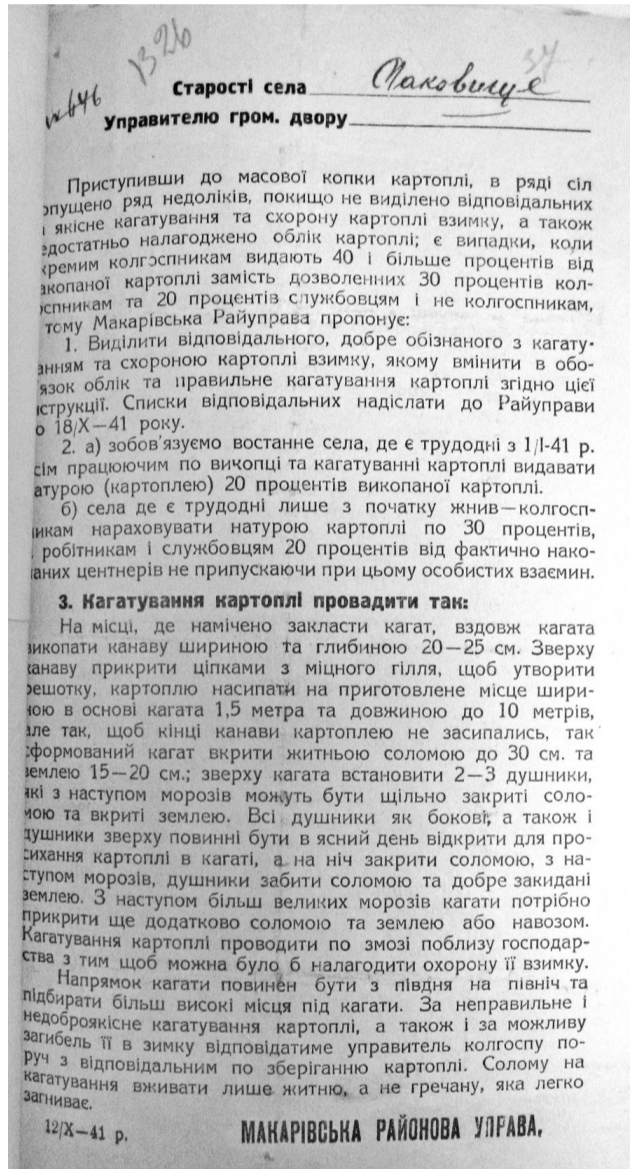 1326
37
№ 646
Старості села Маковище
Управителю гром. двору
Приступивши до масової копки картоплі, в ряді сіл
опущено ряд недоліків, покищо не виділено відповідальних
якісне кагатування та схорону картоплі взимку, а також
едостатньо налагоджено облік картоплі; є випадки, коли
кремим колгоспникам видають 40 і більше процентів від
акопаної картоплі замість дозволенних 30 процентів кол-
оспникам та 20 процентів службовцям і не колгоспникам,
тому Макарівська Райуправа пропонує:
1. Виділити відповідального, добре обізнаного з кагату-
анням та схороною картоплі взимку, якому вмінити в обо-
язок облік та правильне кагатування картоплі згідно цієї
нструкції. Списки відповідальних надіслати до Райуправи
о 18/X—41 року.
2. а) зобов'язуємо востанне села, де є трудодні з 1/I-41 р.
сім працюючим по викопці та кагатуванні картоплі видавати
атурою (картоплею) 20 процентів викопаної картоплі.
б) села де є трудодні лише з початку жнив—колгосп-
никам нараховувати натурою картоплі по 30 процентів,
робітникам і службовцям 20 процентів від фактично нако-
паних центнерів не припускаючи при цьому особистих взаємин.
3. Кагатування картоплі провадити так:
На місці, де намічено закласти кагат, вздовж кагата
викопати канаву шириною та глибиною 20—25 см. Зверху
канаву прикрити ціпками з міцного гілля, щоб утворити
решотку, картоплю насипати на приготовлене місце шири-
ною в основі кагата 1,5 метра та довжиною до 10 метрів,
але так, щоб кінці канави картоплею не засипались, так
сформований кагат вкрити житньою соломою до 30 см. та
землею 15—20 см.; зверху кагата встановити 2—3 душники,
які з наступом морозів можуть бути щільно закриті соло-
мою та вкриті землею. Всі душники як бокові, а також і
душники зверху повинні бути в ясний день відкрити для про-
сихання картоплі в кагаті, а на ніч закрити соломою, з на-
ступом морозів, душники забити соломою та добре закидані
землею. З наступом більш великих морозів кагати потрібно
прикрити ще додатково соломою та землею або навозом.
Кагатування картоплі проводити по змозі поблизу господар-
ства з тим щоб можна було б налагодити охорону її взимку.
Напрямок кагати повинен бути з півдня на північ та
підбирати більш високі місця під кагати. За неправильне і
недоброякісне кагатування картоплі, а також і за можливу
загибель її в зимку відповідатиме управитель колгоспу по-
руч з відповідальним по зберіганню картоплі. Солому на
кагатування вживати лише житню, а не гречану, яка легко
загниває.
12/X—41 р. МАКАРІВСЬКА РАЙОНОВА УПРАВА.